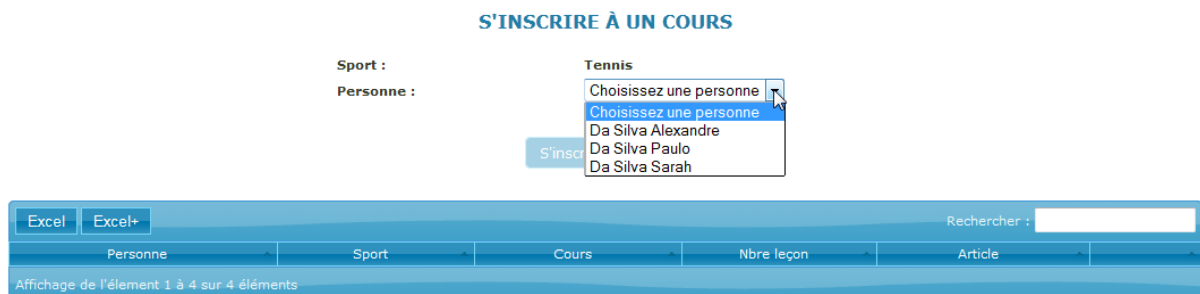 S'INSCRIRE À UN COURS
Sport : Tennis
Personne : Choisissez une personne
Choisissez une personne
Da Silva Alexandre
S'inscr
Da Silva Paulo
Da Silva Sarah
Excel Excel+ Rechercher :
Personne Sport Cours Nbre leçon Article
Affichage de l'élement 1 à 4 sur 4 éléments